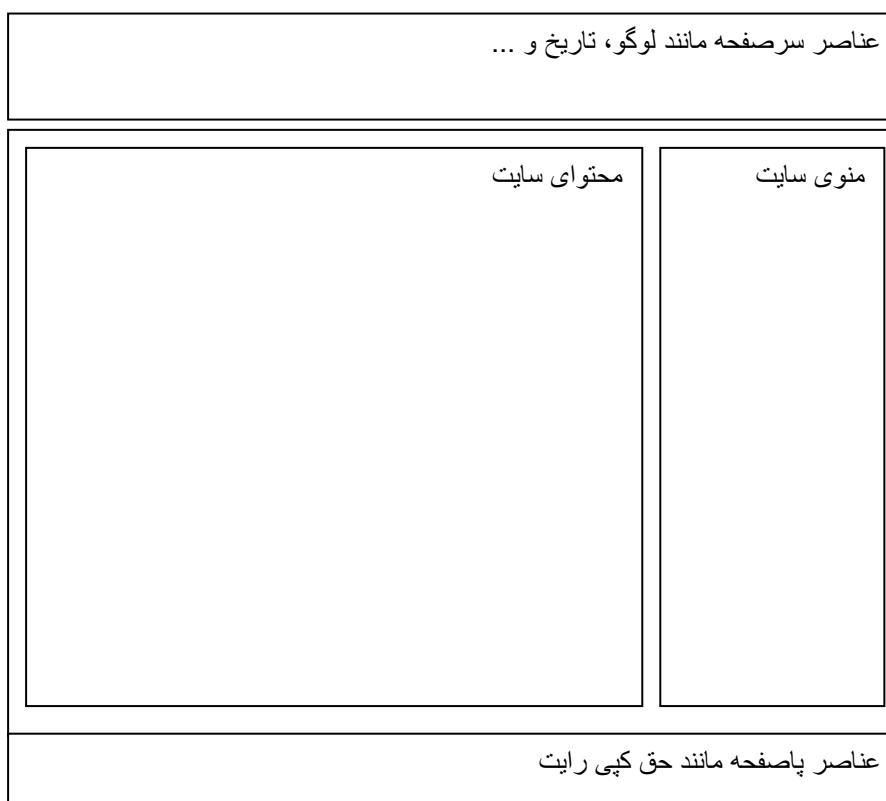 عناصر سرصفحه مانند لوگو، تاریخ و ...
منوی سایت
محتوای سایت
عناصر پاصفحه مانند حق کپی رایت